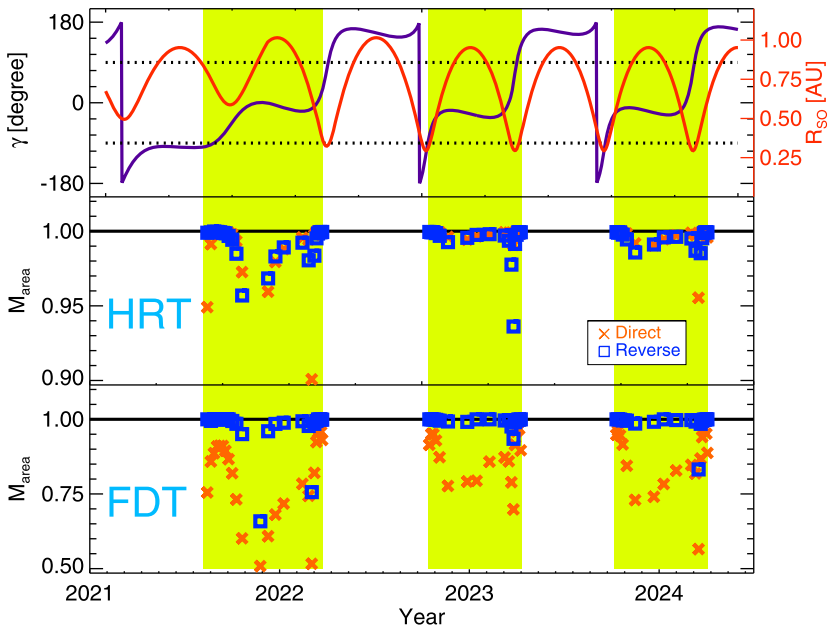 180
90
0
-180
γ [degree]
1.00
0.75
0.50
0.25
R_SO [AU]
1.00
0.95
0.90
M_area
HRT
Direct
Reverse
1.00
0.75
0.50
M_area
FDT
2021
2022
2023
2024
Year